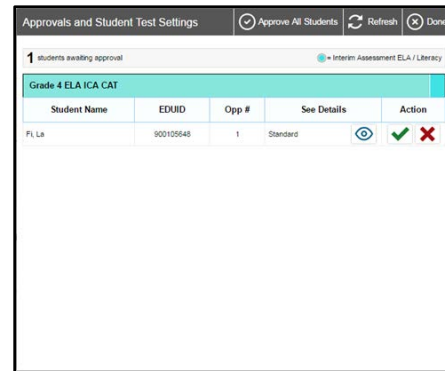 Approvals and Student Test Settings Approve All Students Refresh Done
1 students awaiting approval = Interim Assessment ELA / Literacy
Grade 4 ELA ICA CAT
Student Name EDUID Opp # See Details Action
Fi, La 900105648 1 Standard